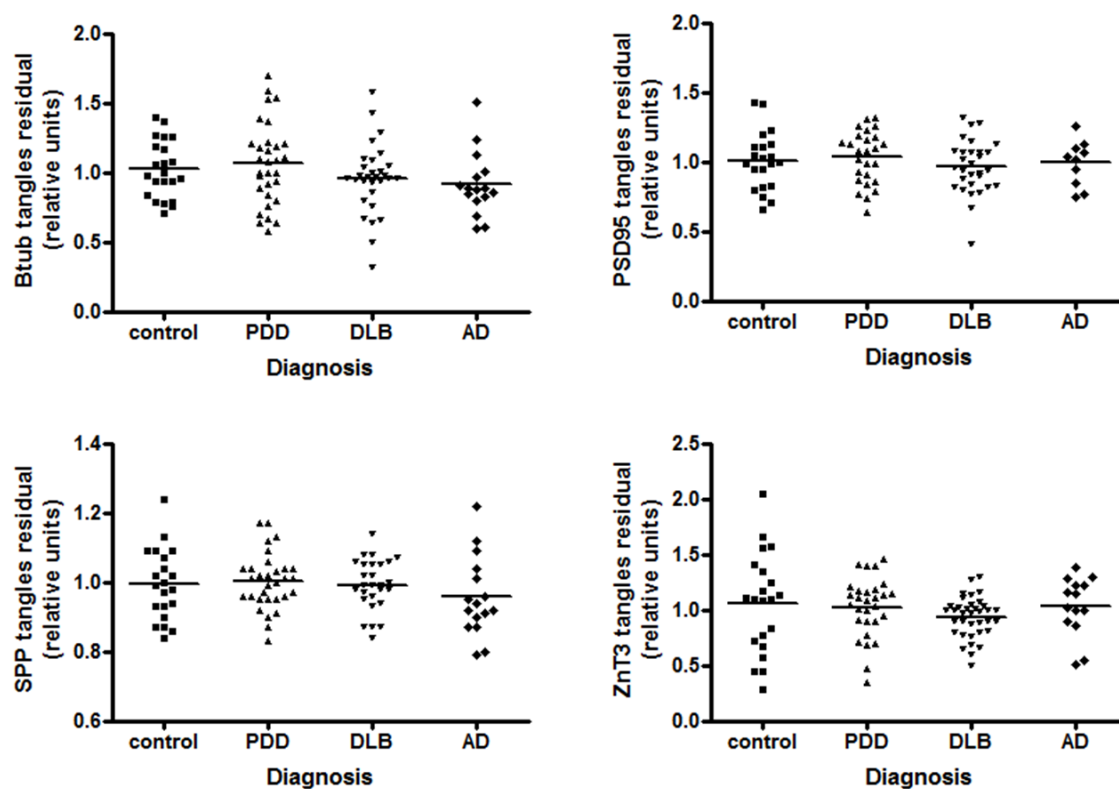 Btub tangles residual
(relative units)
2.0
1.5
1.0
0.5
0.0
control PDD DLB AD
Diagnosis
PSD95 tangles residual
(relative units)
2.0
1.5
1.0
0.5
0.0
control PDD DLB AD
Diagnosis
SPP tangles residual
(relative units)
1.4
1.2
1.0
0.8
0.6
control PDD DLB AD
Diagnosis
ZnT3 tangles residual
(relative units)
2.5
2.0
1.5
1.0
0.5
0.0
control PDD DLB AD
Diagnosis